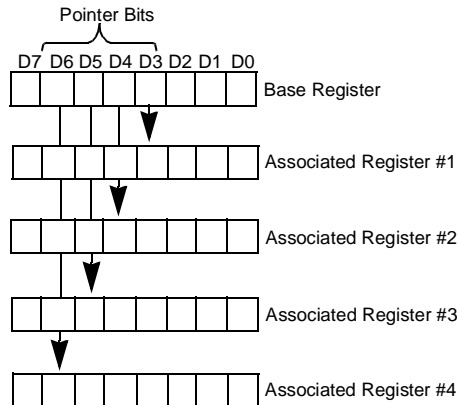 Pointer Bits
D7 D6 D5 D4 D3 D2 D1 D0
Base Register
Associated Register #1
Associated Register #2
Associated Register #3
Associated Register #4